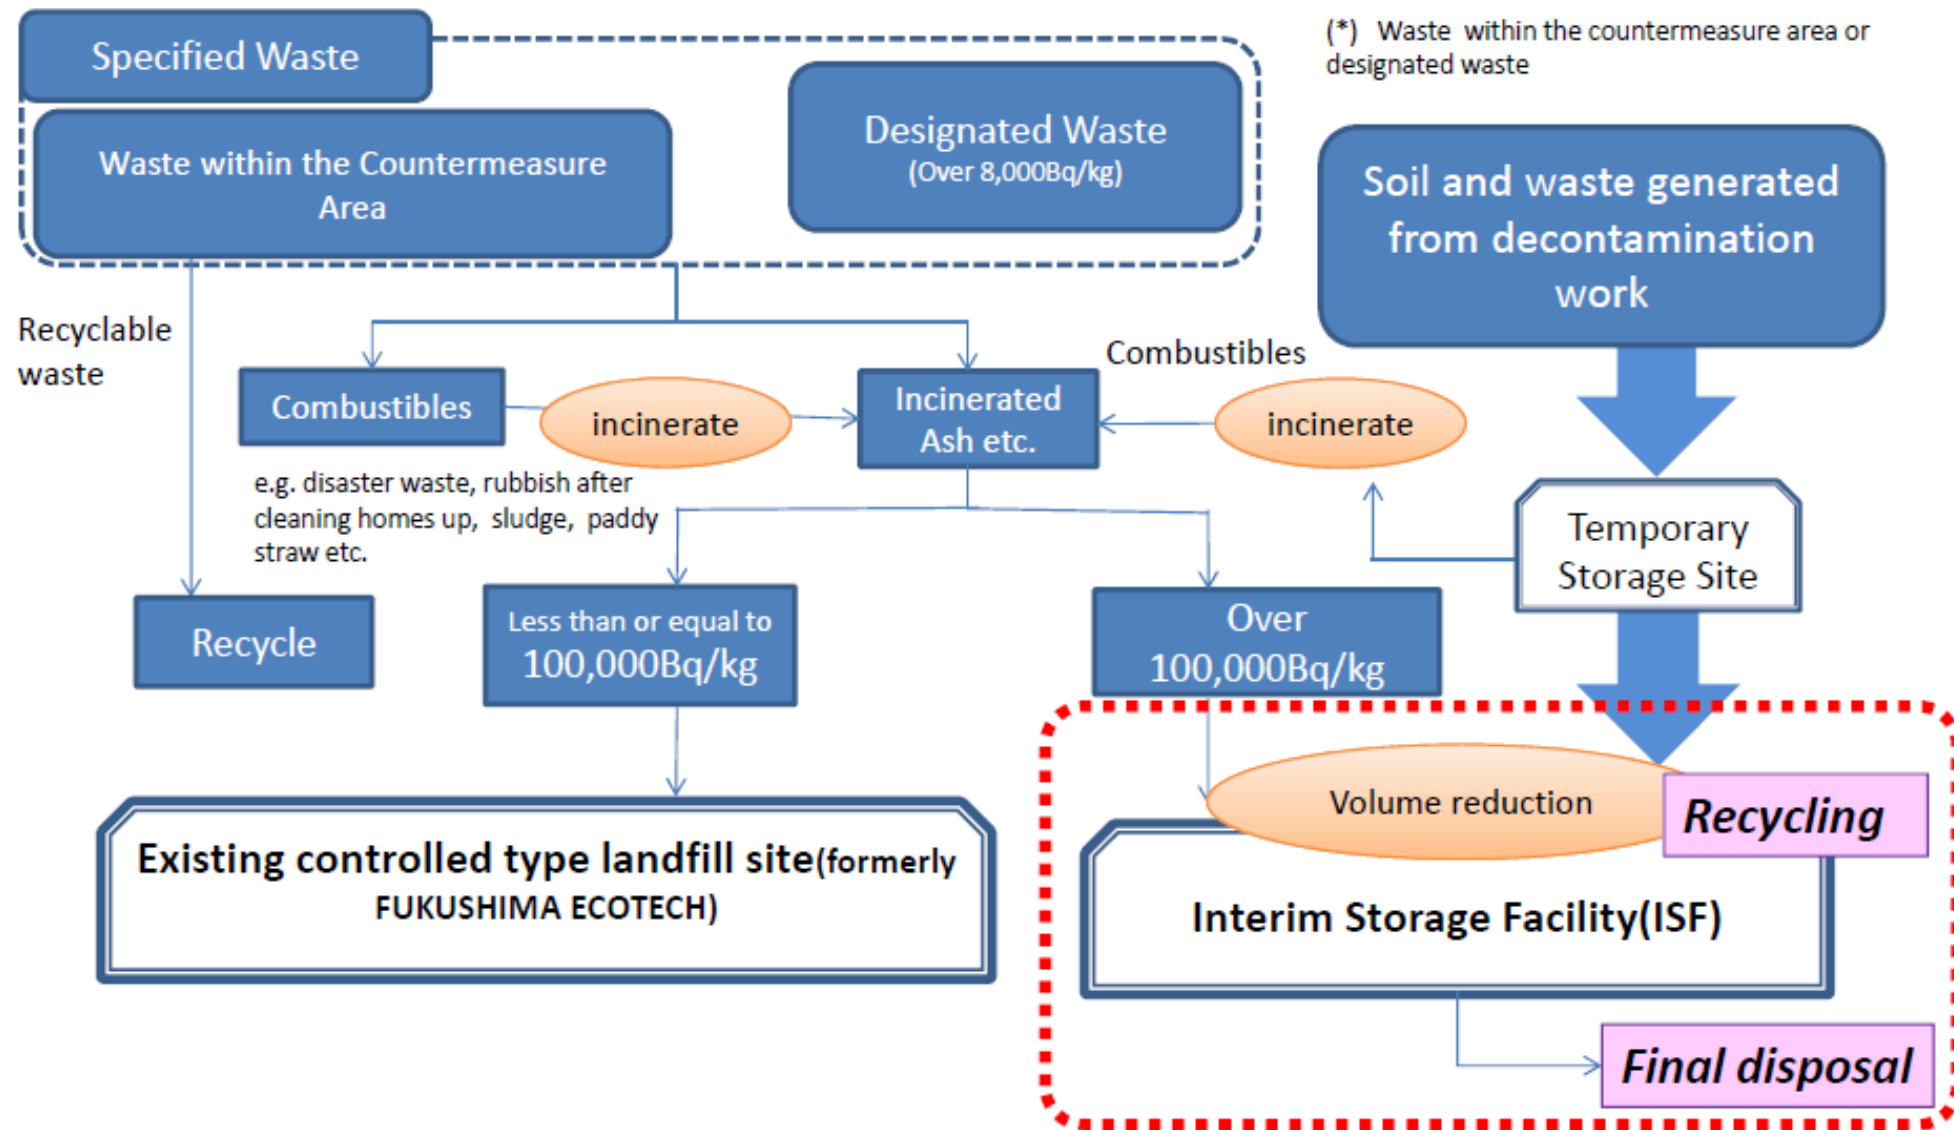 Specified Waste
(*) Waste within the countermeasure area or
designated waste
Designated Waste
(Over 8,000Bq/kg)
Waste within the Countermeasure
Area
Soil and waste generated
from decontamination
work
Recyclable
waste
Combustibles
Combustibles
incinerate
Incinerated
Ash etc.
incinerate
e.g. disaster waste, rubbish after
cleaning homes up, sludge, paddy
straw etc.
Temporary
Storage Site
Recycle
Less than or equal to
100,000Bq/kg
Over
100,000Bq/kg
Volume reduction
Recycling
Existing controlled type landfill site(formerly
FUKUSHIMA ECOTECH)
Interim Storage Facility(ISF)
Final disposal